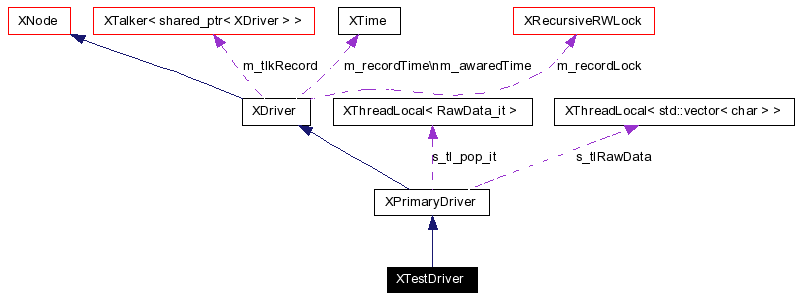 XNode
XTalker< shared_ptr< XDriver > >
XTime
XRecursiveRWLock
m_tlkRecord
m_recordTime\nm_awaredTime
m_recordLock
XDriver
XThreadLocal< RawData_it >
XThreadLocal< std::vector< char > >
s_tl_pop_it
s_tlRawData
XPrimaryDriver
XTestDriver